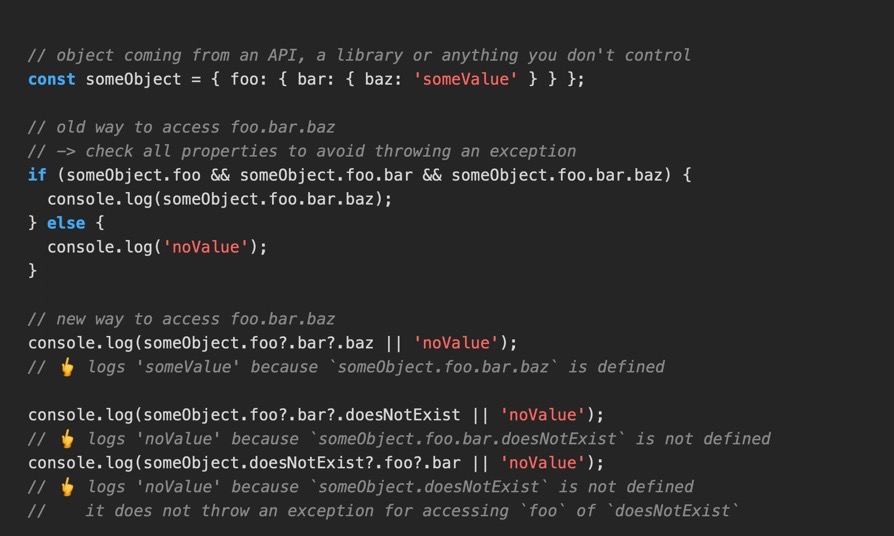 // object coming from an API, a library or anything you don't control
const someObject = { foo: { bar: { baz: 'someValue' } } };
// old way to access foo.bar.baz
// -> check all properties to avoid throwing an exception
if (someObject.foo && someObject.foo.bar && someObject.foo.bar.baz) {
  console.log(someObject.foo.bar.baz);
} else {
  console.log('noValue');
}
// new way to access foo.bar.baz
console.log(someObject.foo?.bar?.baz || 'noValue');
// 👆 logs 'someValue' because `someObject.foo.bar.baz` is defined
console.log(someObject.foo?.bar?.doesNotExist || 'noValue');
// 👆 logs 'noValue' because `someObject.foo.bar.doesNotExist` is not defined
console.log(someObject.doesNotExist?.foo?.bar || 'noValue');
// 👆 logs 'noValue' because `someObject.doesNotExist` is not defined
//    it does not throw an exception for accessing `foo` of `doesNotExist`